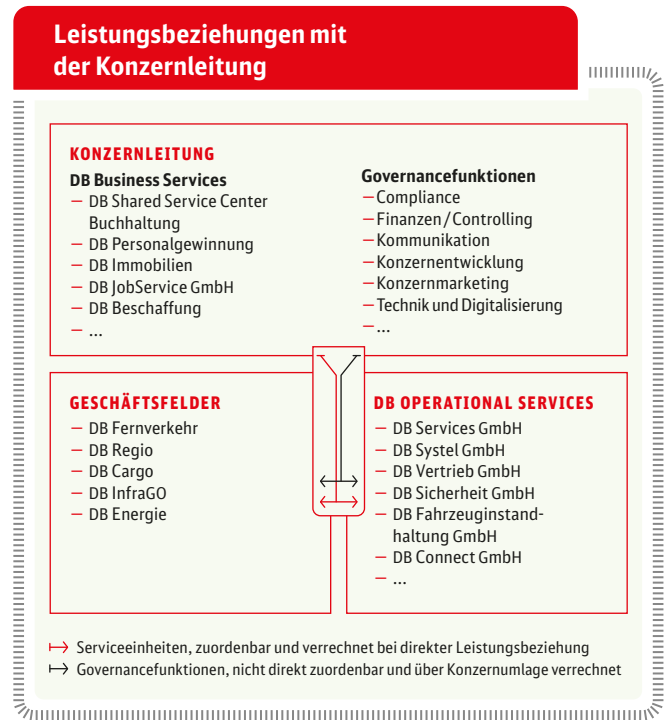 Leistungsbeziehungen mit
der Konzernleitung
KONZERNLEITUNG
DB Business Services
— DB Shared Service Center
Buchhaltung
— DB Personalgewinnung
— DB Immobilien
— DB JobService GmbH
— DB Beschaffung
— ...
Governancefunktionen
— Compliance
— Finanzen / Controlling
— Kommunikation
— Konzernentwicklung
— Konzernmarketing
— Technik und Digitalisierung
— ...
GESCHÄFTSFELDER
— DB Fernverkehr
— DB Regio
— DB Cargo
— DB InfraGO
— DB Energie
DB OPERATIONAL SERVICES
— DB Services GmbH
— DB Systel GmbH
— DB Vertrieb GmbH
— DB Sicherheit GmbH
— DB Fahrzeuginstand-
haltung GmbH
— DB Connect GmbH
— ...
Serviceeinheiten, zuordenbar und verrechnet bei direkter Leistungsbeziehung
Governancefunktionen, nicht direkt zuordenbar und über Konzernumlage verrechnet